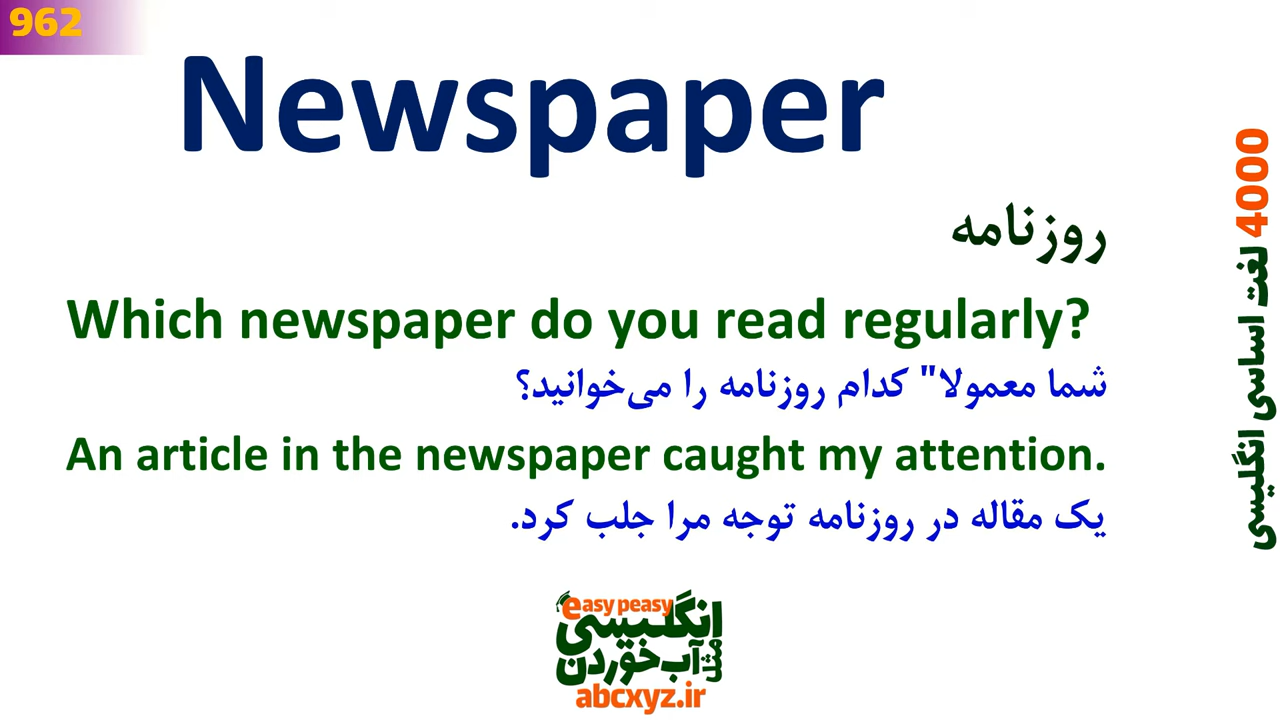 962
Newspaper
روزنامه
Which newspaper do you read regularly?
شما معمولا" کدام روزنامه را می‌خوانید؟
An article in the newspaper caught my attention.
یک مقاله در روزنامه توجه مرا جلب کرد.
4000 لغت اساسی انگلیسی
easy peasy
انگلیسی
مثل آب خوردن
abcxyz.ir